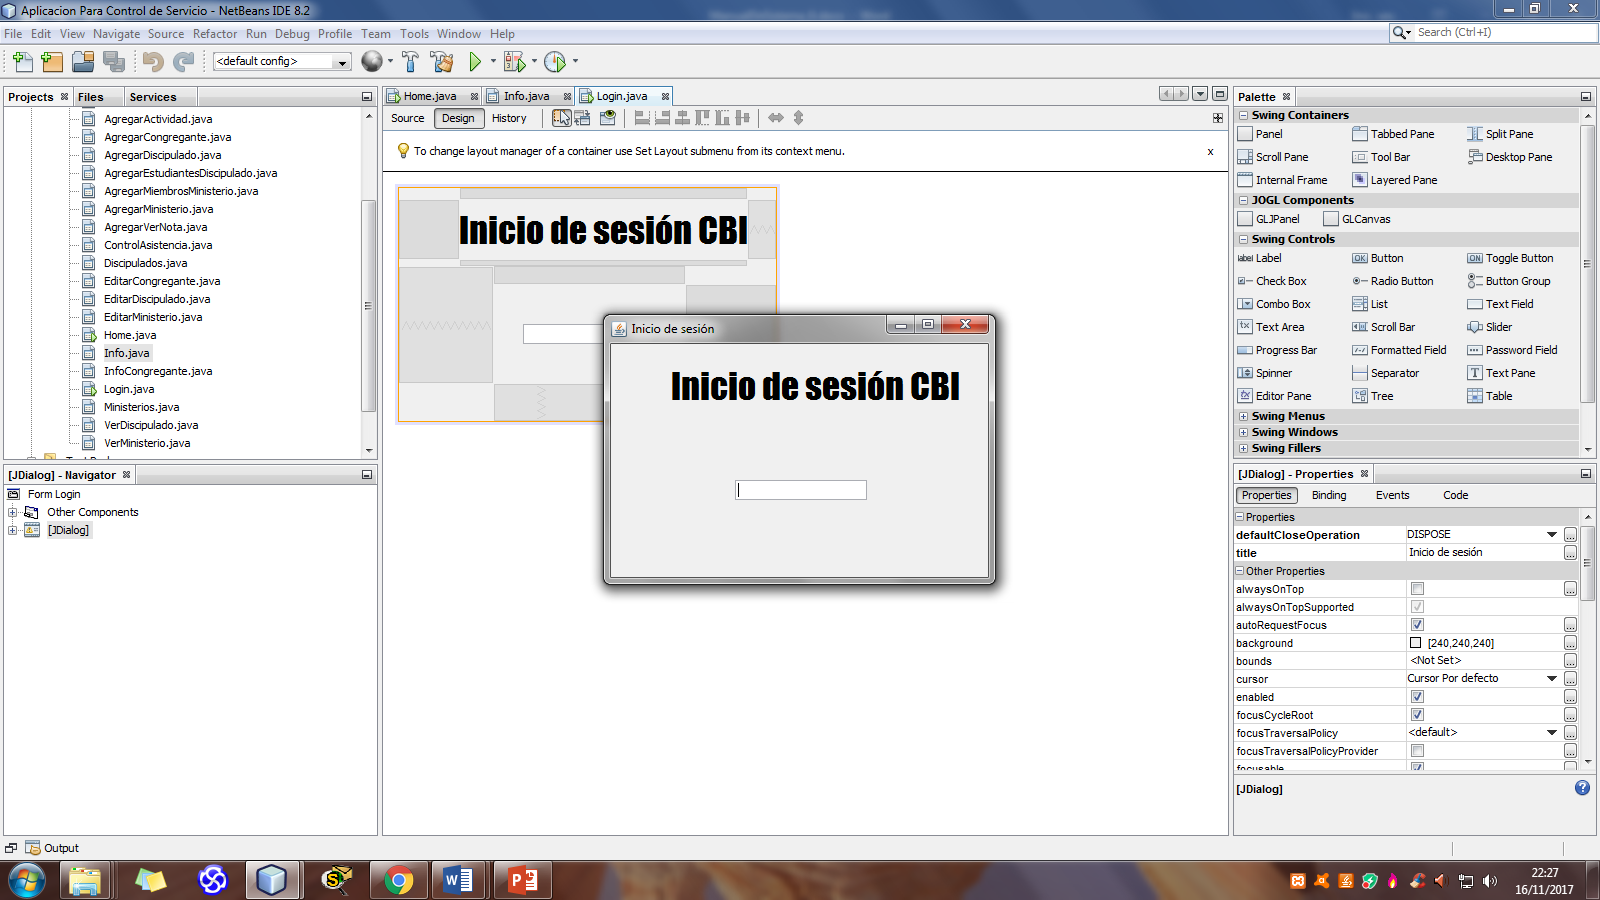 Aplicacion Para Control de Servicio - NetBeans IDE 8.2
File Edit View Navigate Source Refactor Run Debug Profile Team Tools Window Help
Search (Ctrl+I)
<default config>
Projects Files Services
AgregarActividad.java
AgregarCongregante.java
AgregarDiscipulado.java
AgregarEstudiantesDiscipulado.java
AgregarMiembrosMinisterio.java
AgregarMinisterio.java
AgregarVerNota.java
ControlAsistencia.java
Discipulados.java
EditarCongregante.java
EditarDiscipulado.java
EditarMinisterio.java
Home.java
Info.java
InfoCongregante.java
Login.java
Ministerios.java
VerDiscipulado.java
VerMinisterio.java
[JDialog] - Navigator
Form Login
Other Components
[JDialog]
Home.java Info.java Login.java
Source Design History
To change layout manager of a container use Set Layout submenu from its context menu.
x
Inicio de sesión CBI
Inicio de sesión
Inicio de sesión CBI
Palette
Swing Containers
Panel Tabbed Pane Split Pane
Scroll Pane Tool Bar Desktop Pane
Internal Frame Layered Pane
JOGL Components
GLJPanel GLCanvas
Swing Controls
label Label OK Button ON Toggle Button
Check Box Radio Button Button Group
Combo Box List Text Field
Text Area Scroll Bar Slider
Progress Bar Formatted Field Password Field
Spinner Separator Text Pane
Editor Pane Tree Table
Swing Menus
Swing Windows
Swing Fillers
[JDialog] - Properties
Properties Binding Events Code
Properties
defaultCloseOperation DISPOSE
title Inicio de sesión
Other Properties
alwaysOnTop
alwaysOnTopSupported
autoRequestFocus
background [240,240,240]
bounds <Not Set>
cursor Cursor Por defecto
enabled
focusCycleRoot
focusTraversalPolicy <default>
focusTraversalPolicyProvider
focusable
[JDialog]
Output
22:27
16/11/2017